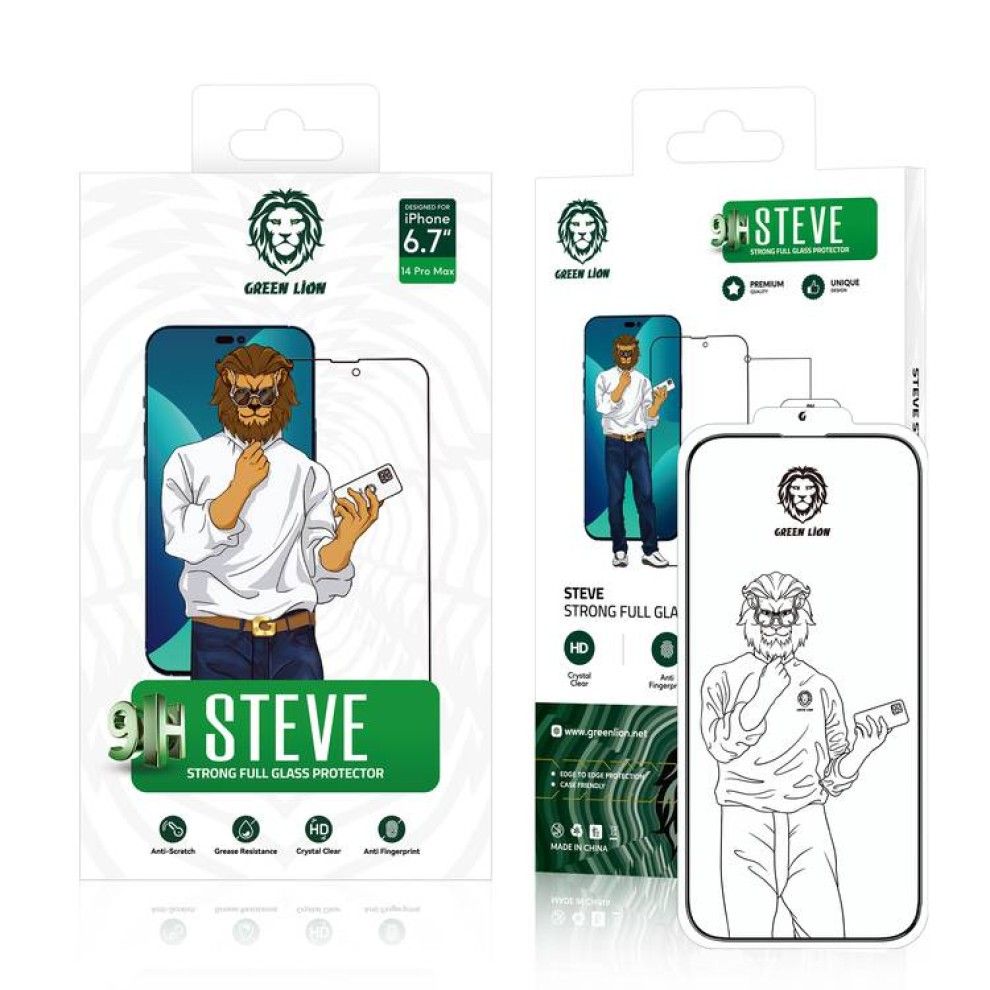 GREEN LION
DESIGNED FOR
iPhone
6.7"
14 Pro Max
9H STEVE
STRONG FULL GLASS PROTECTOR
Anti-Scratch
Grease Resistance
Crystal Clear
Anti Fingerprint
HD
GREEN LION
9H STEVE
STRONG FULL GLASS PROTECTOR
PREMIUM
QUALITY
UNIQUE
DESIGN
STEVE
STRONG FULL GLA
HD
Crystal
Clear
Anti
Fingerpr
www.greenlion.net
EDGE TO EDGE PROTECTION
CASE FRIENDLY
MADE IN CHINA
STEVE S
G
GREEN LION
GREEN LION